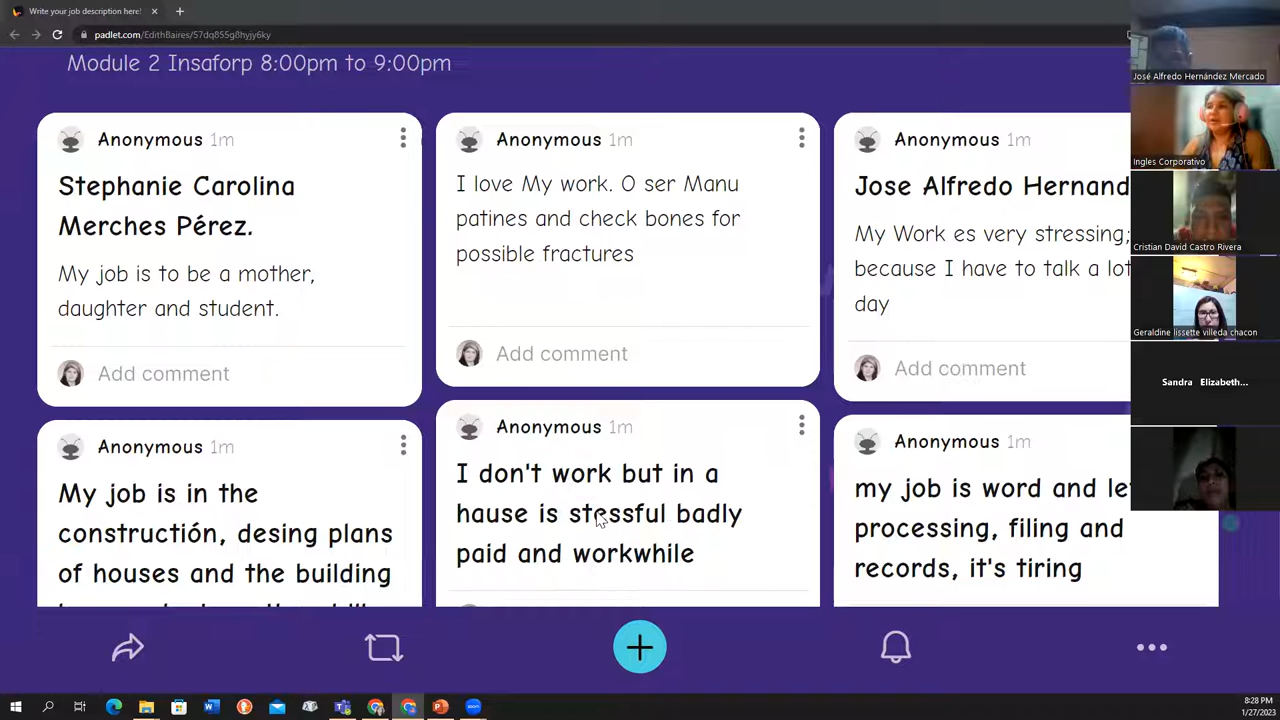 Write your job description here!
padlet.com/EdithBaires/57dq855g8hyjy6ky
Module 2 Insaforp 8:00pm to 9:00pm
Anonymous 1m
Stephanie Carolina
Merches Pérez.
My job is to be a mother,
daughter and student.
Add comment
Anonymous 1m
I love My work. O ser Manu
patines and check bones for
possible fractures
Add comment
Anonymous 1m
Jose Alfredo Hernand
My Work es very stressing;
because I have to talk a lot
day
Add comment
Anonymous 1m
My job is in the
constructión, desing plans
of houses and the building
Anonymous 1m
I don't work but in a
hause is stessful badly
paid and workwhile
Anonymous 1m
my job is word and le
processing, filing and
records, it's tiring
José Alfredo Hernández Mercado
Ingles Corporativo
Cristian David Castro Rivera
Geraldine lissette villeda chacon
Sandra Elizabeth...
8:28 PM
1/27/2023